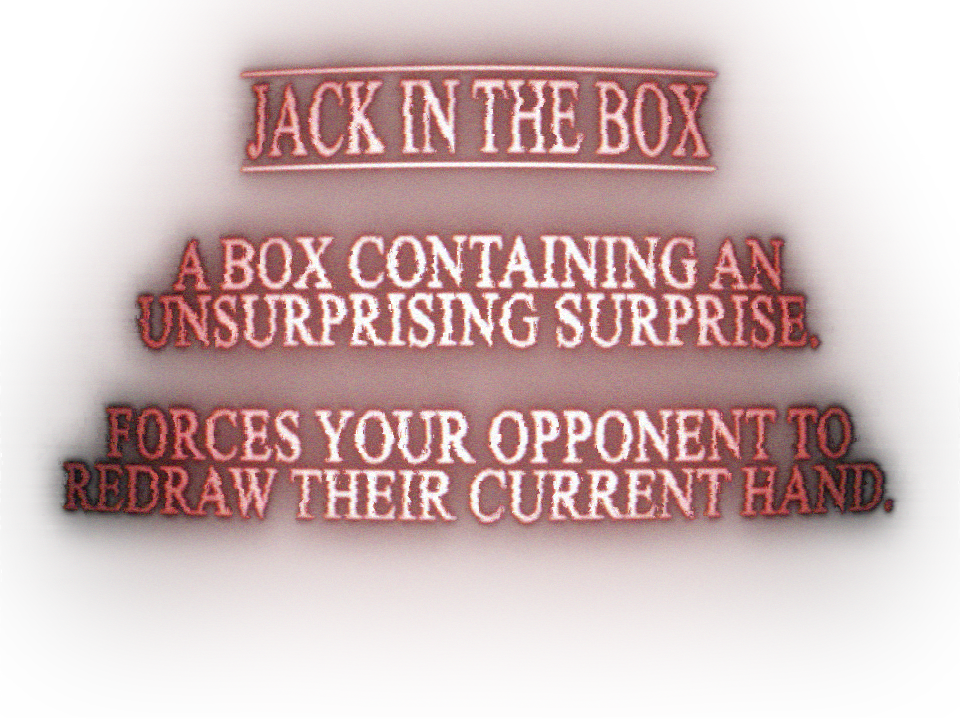 JACK IN THE BOX
A BOX CONTAINING AN
UNSURPRISING SURPRISE.
FORCES YOUR OPPONENT TO
REDRAW THEIR CURRENT HAND.